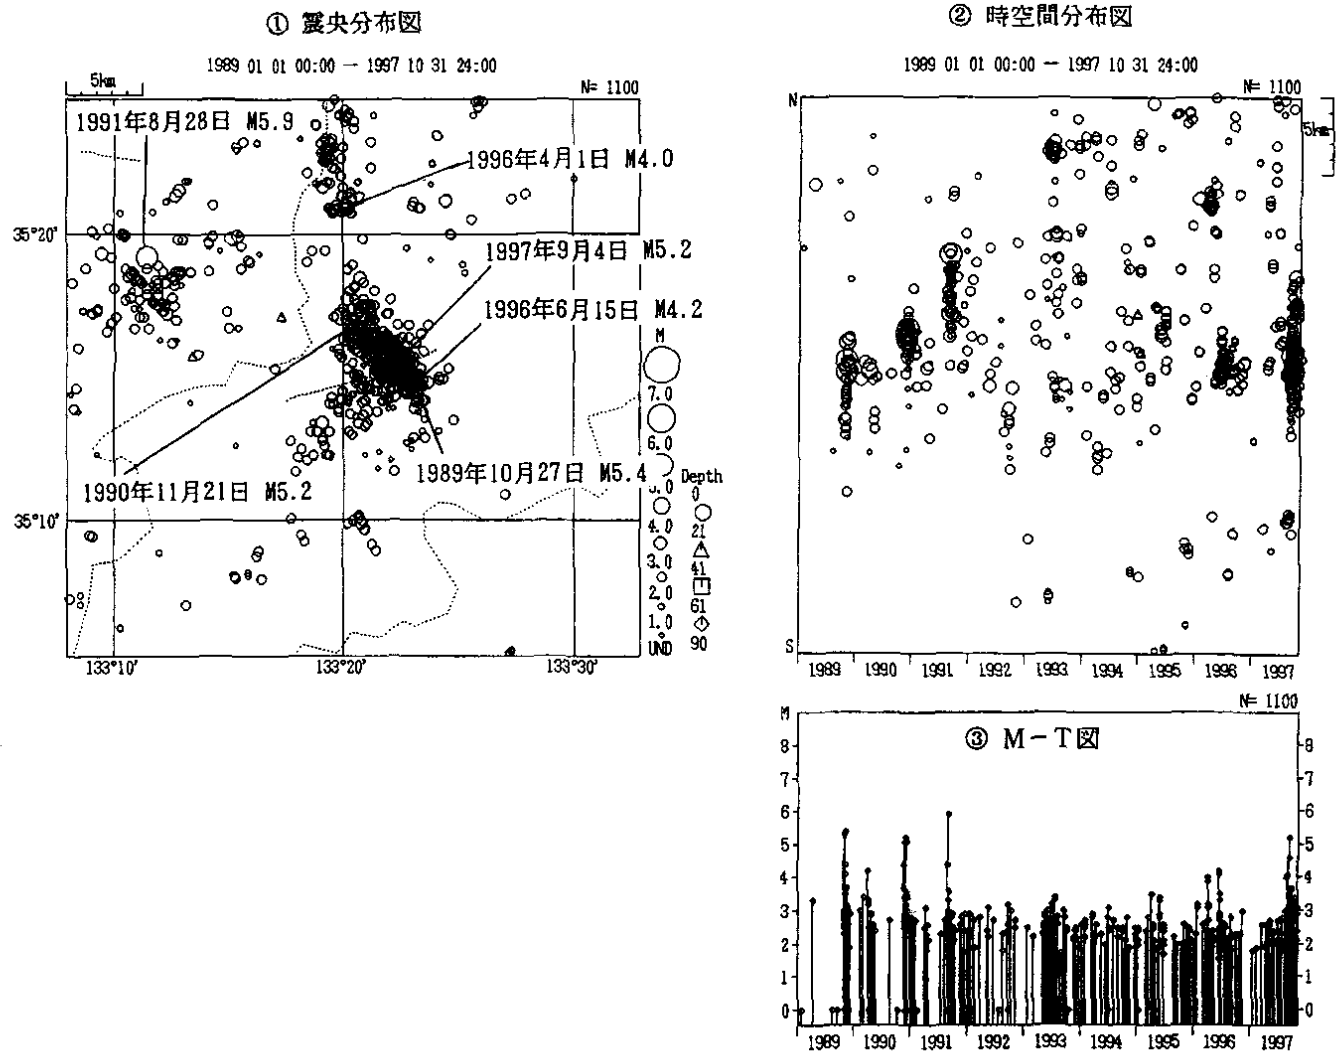 ① 震央分布図
1989 01 01 00:00 — 1997 10 31 24:00
5km
N= 1100
1991年8月28日 M5.9
1996年4月1日 M4.0
35°20'
1997年9月4日 M5.2
1996年6月15日 M4.2
M
7.0
6.0
1989年10月27日 M5.4
1990年11月21日 M5.2
5.0
Depth
0
35°10'
4.0
21
3.0
41
2.0
61
1.0
UND
90
133°10'
133°20'
133°30'
② 時空間分布図
1989 01 01 00:00 — 1997 10 31 24:00
N= 1100
N
5km
S
1989 1990 1991 1992 1993 1994 1995 1996 1997
N= 1100
M
③ M－T図
8 8
7 7
6 6
5 5
4 4
3 3
2 2
1 1
0 0
1989 1990 1991 1992 1993 1994 1995 1996 1997